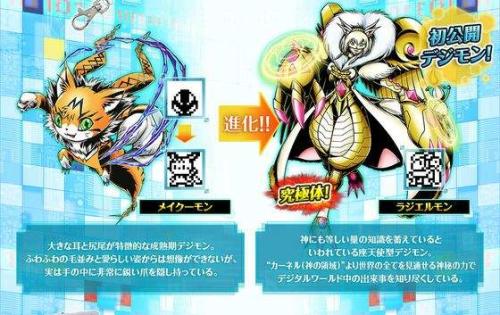 初公開
デジモン!
進化!!
究極体!
メイクーモン
ラジエルモン
大きな耳と尻尾が特徴的な成熟期デジモン。
ふわふわの毛並みと愛らしい姿からは想像ができないが、
実は手の中に非常に鋭い爪を隠し持っている。
神にも等しい量の知識を蓄えていると
いわれている座天使型デジモン。
“カーネル(神の領域)”より世界の全てを見通せる神秘の力で
デジタルワールド中の出来事を知り尽くしている。